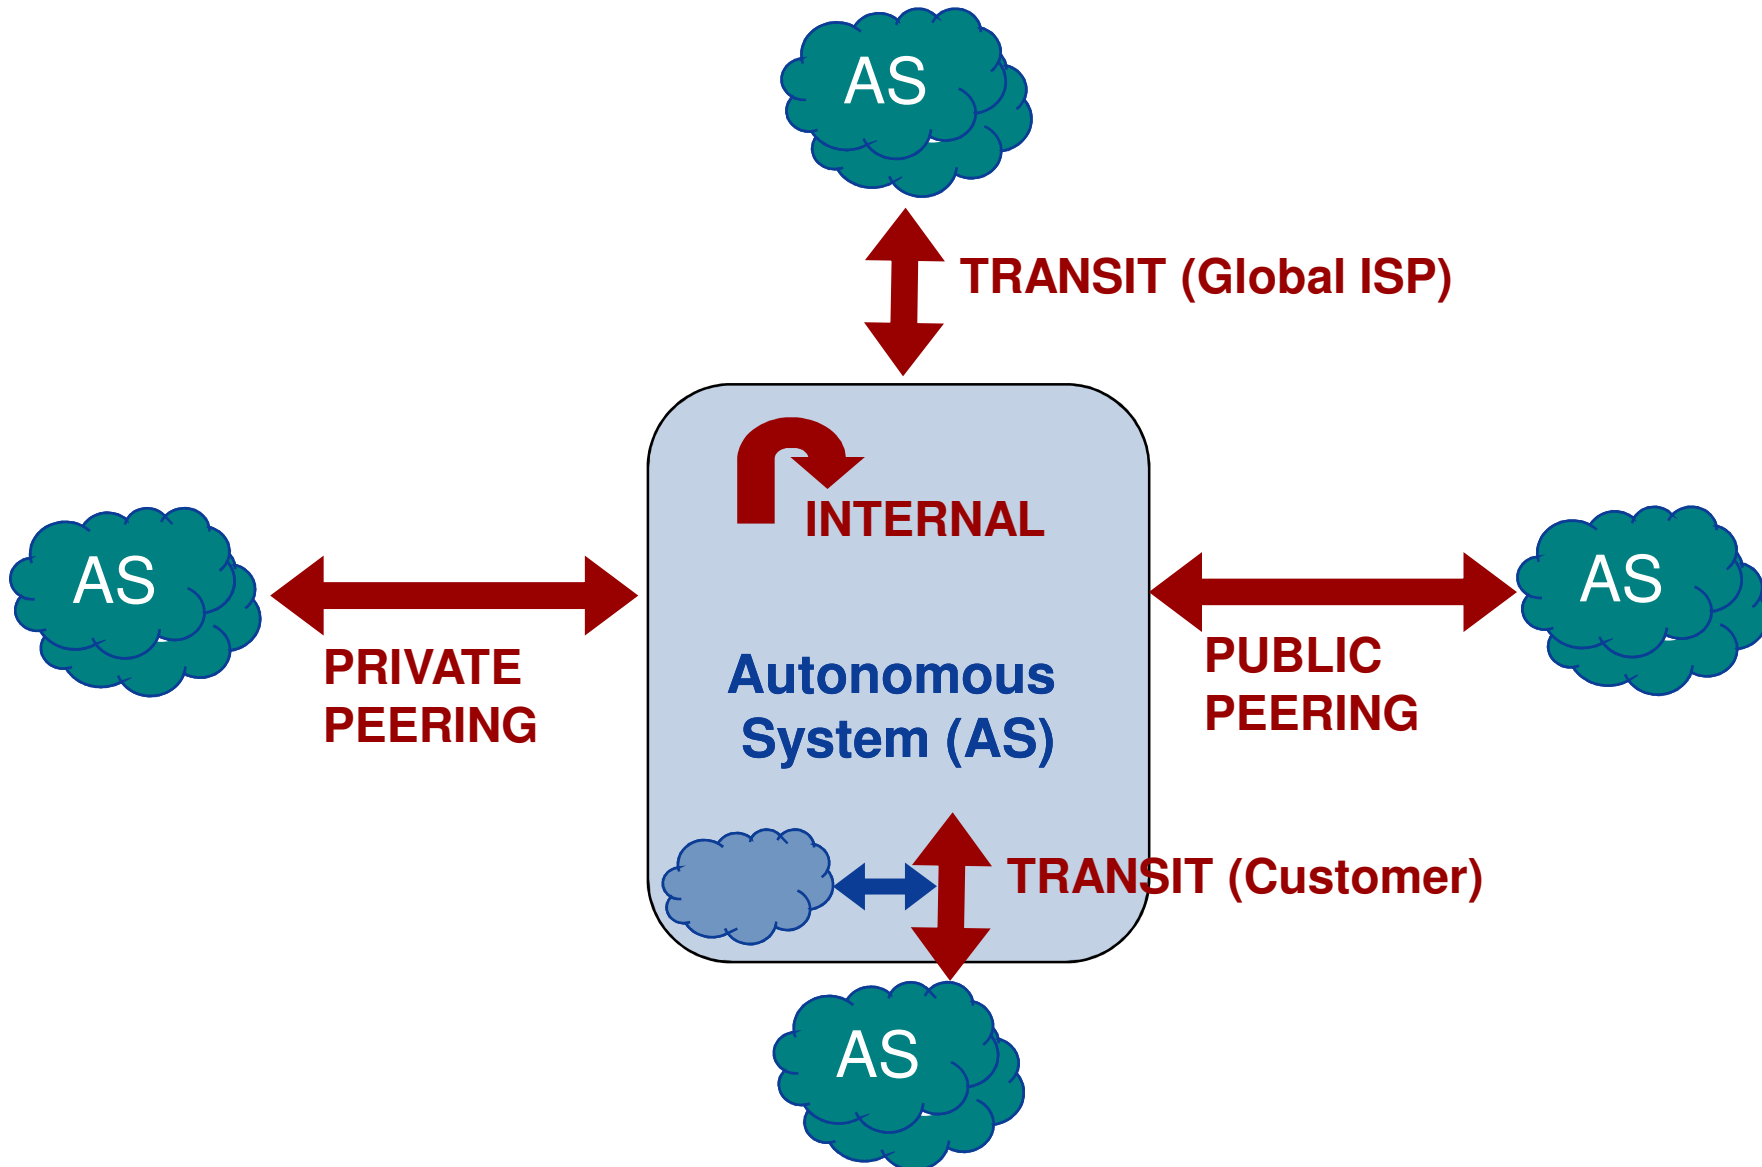 AS
TRANSIT (Global ISP)
INTERNAL
AS
AS
PRIVATE
PEERING
Autonomous
System (AS)
PUBLIC
PEERING
TRANSIT (Customer)
AS